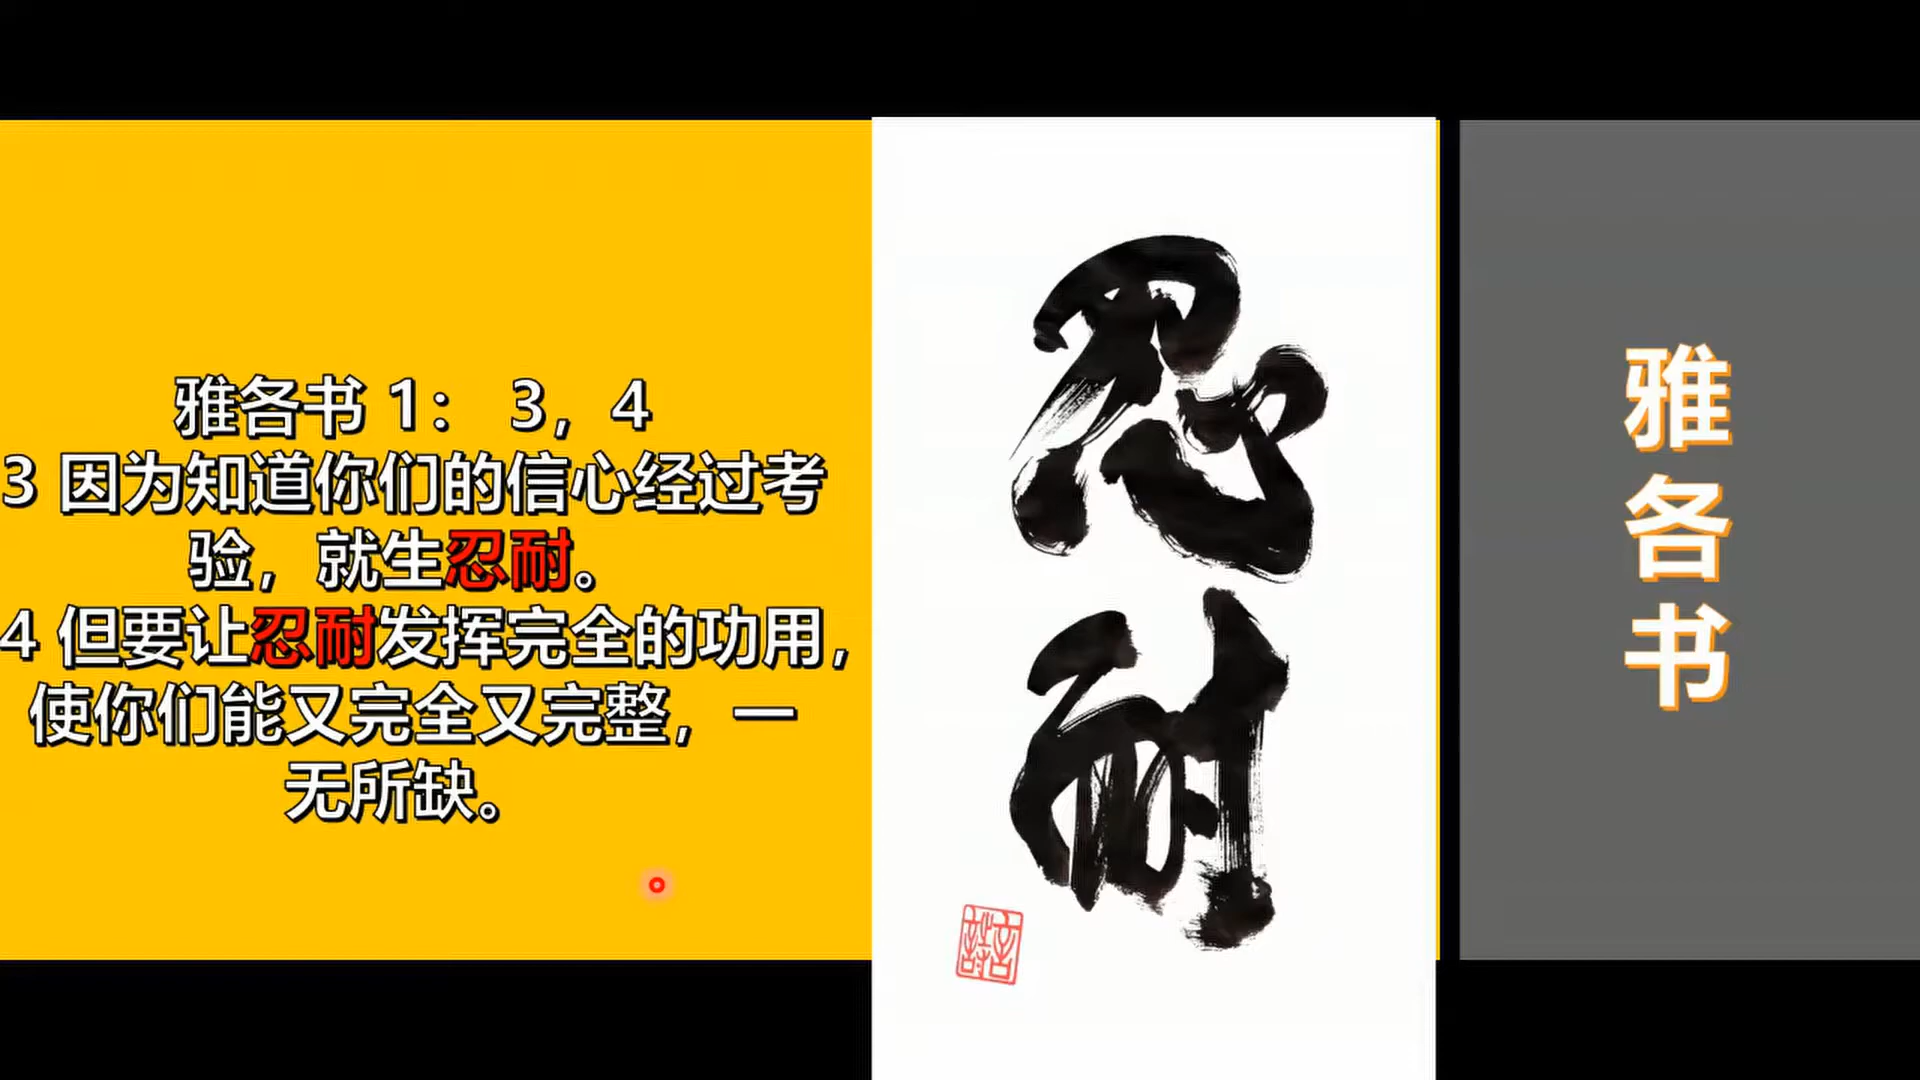 雅各书 1： 3，4
3 因为知道你们的信心经过考
验，就生忍耐。
4 但要让忍耐发挥完全的功用，
使你们能又完全又完整，一
无所缺。
忍耐
雅各书